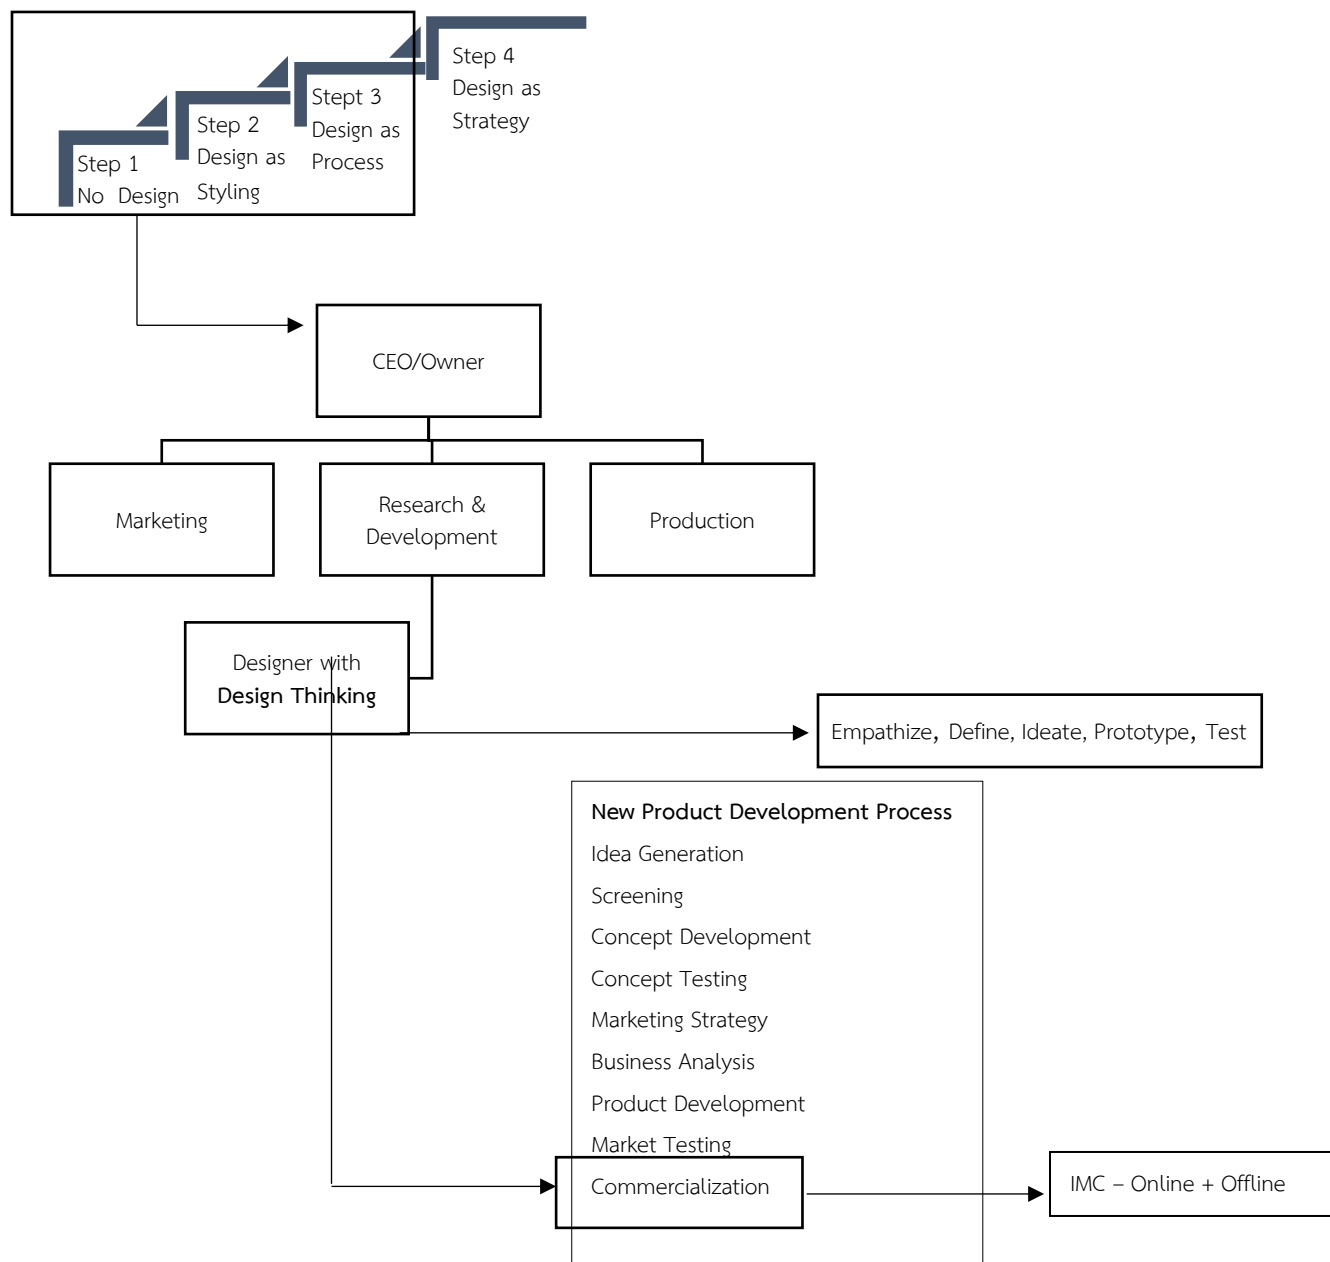 Step 1
No Design
Step 2
Design as
Styling
Stept 3
Design as
Process
Step 4
Design as
Strategy
CEO/Owner
Marketing
Research &
Development
Production
Designer with
Design Thinking
Empathize, Define, Ideate, Prototype, Test
New Product Development Process
Idea Generation
Screening
Concept Development
Concept Testing
Marketing Strategy
Business Analysis
Product Development
Market Testing
Commercialization
IMC – Online + Offline